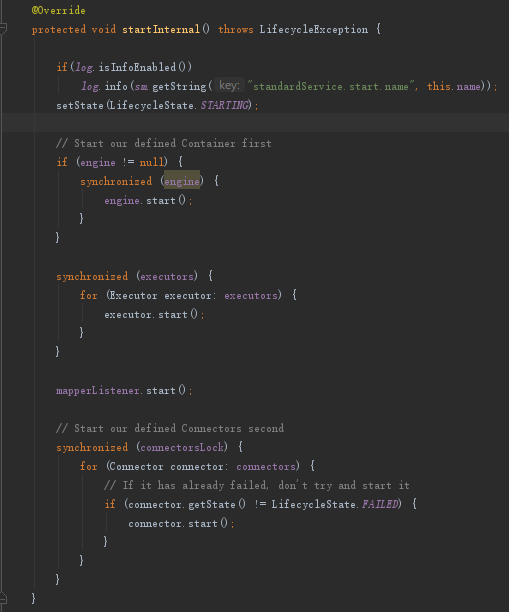 @Override
protected void startInternal() throws LifecycleException {
if(log.isInfoEnabled())
log.info(sm.getString( key: "standardService.start.name", this.name));
setState(LifecycleState.STARTING);
// Start our defined Container first
if (engine != null) {
synchronized (engine) {
engine.start();
}
}
synchronized (executors) {
for (Executor executor: executors) {
executor.start();
}
}
mapperListener.start();
// Start our defined Connectors second
synchronized (connectorsLock) {
for (Connector connector: connectors) {
// If it has already failed, don't try and start it
if (connector.getState() != LifecycleState.FAILED) {
connector.start();
}
}
}
}